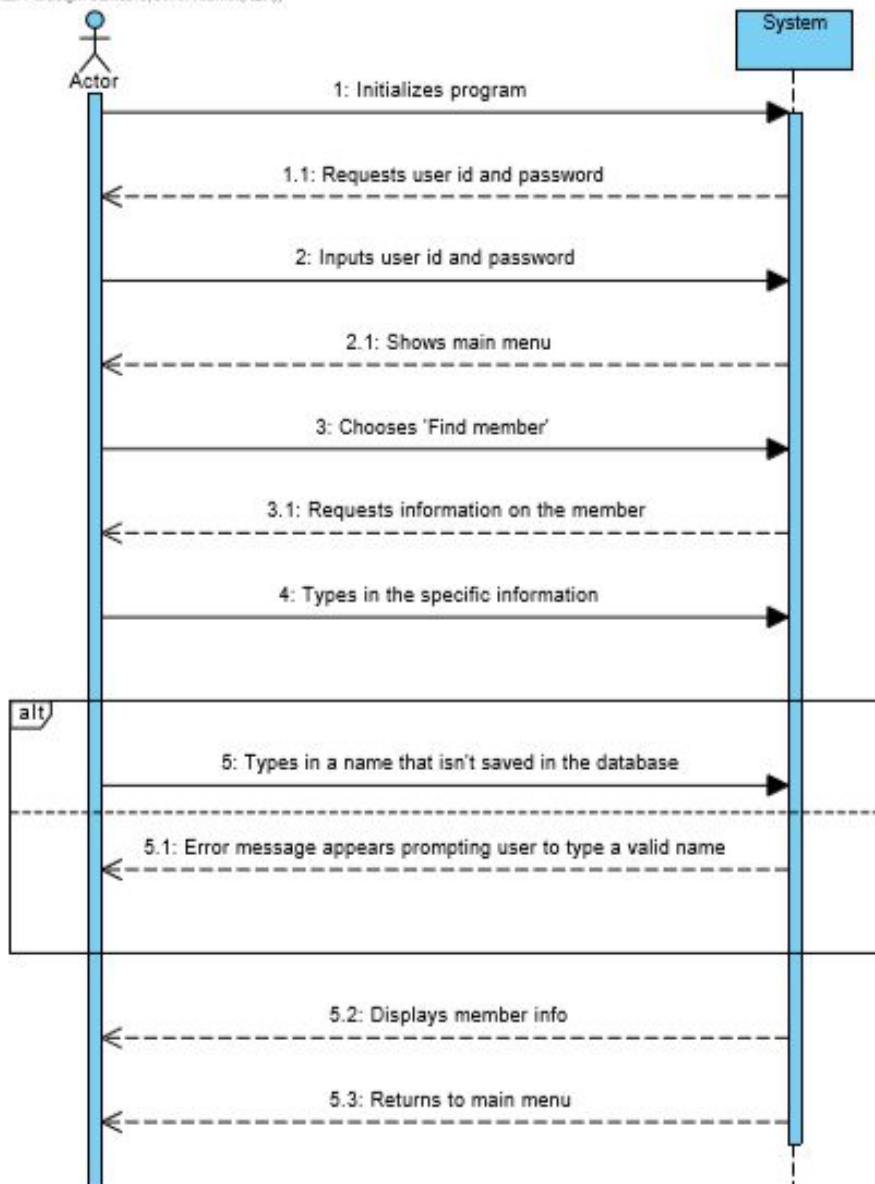 Actor
System
1: Initializes program
1.1: Requests user id and password
2: Inputs user id and password
2.1: Shows main menu
3: Chooses 'Find member'
3.1: Requests information on the member
4: Types in the specific information
alt
5: Types in a name that isn't saved in the database
5.1: Error message appears prompting user to type a valid name
5.2: Displays member info
5.3: Returns to main menu